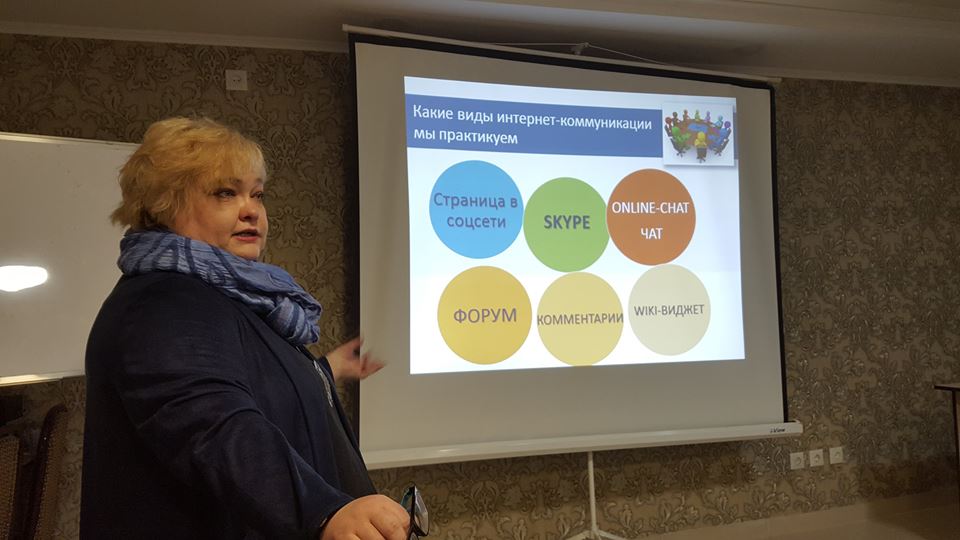 Какие виды интернет-коммуникации
мы практикуем
Страница в
соцсети
SKYPE
ONLINE-CHAT
ЧАТ
ФОРУМ
КОММЕНТАРИИ
WIKI-ВИДЖЕТ